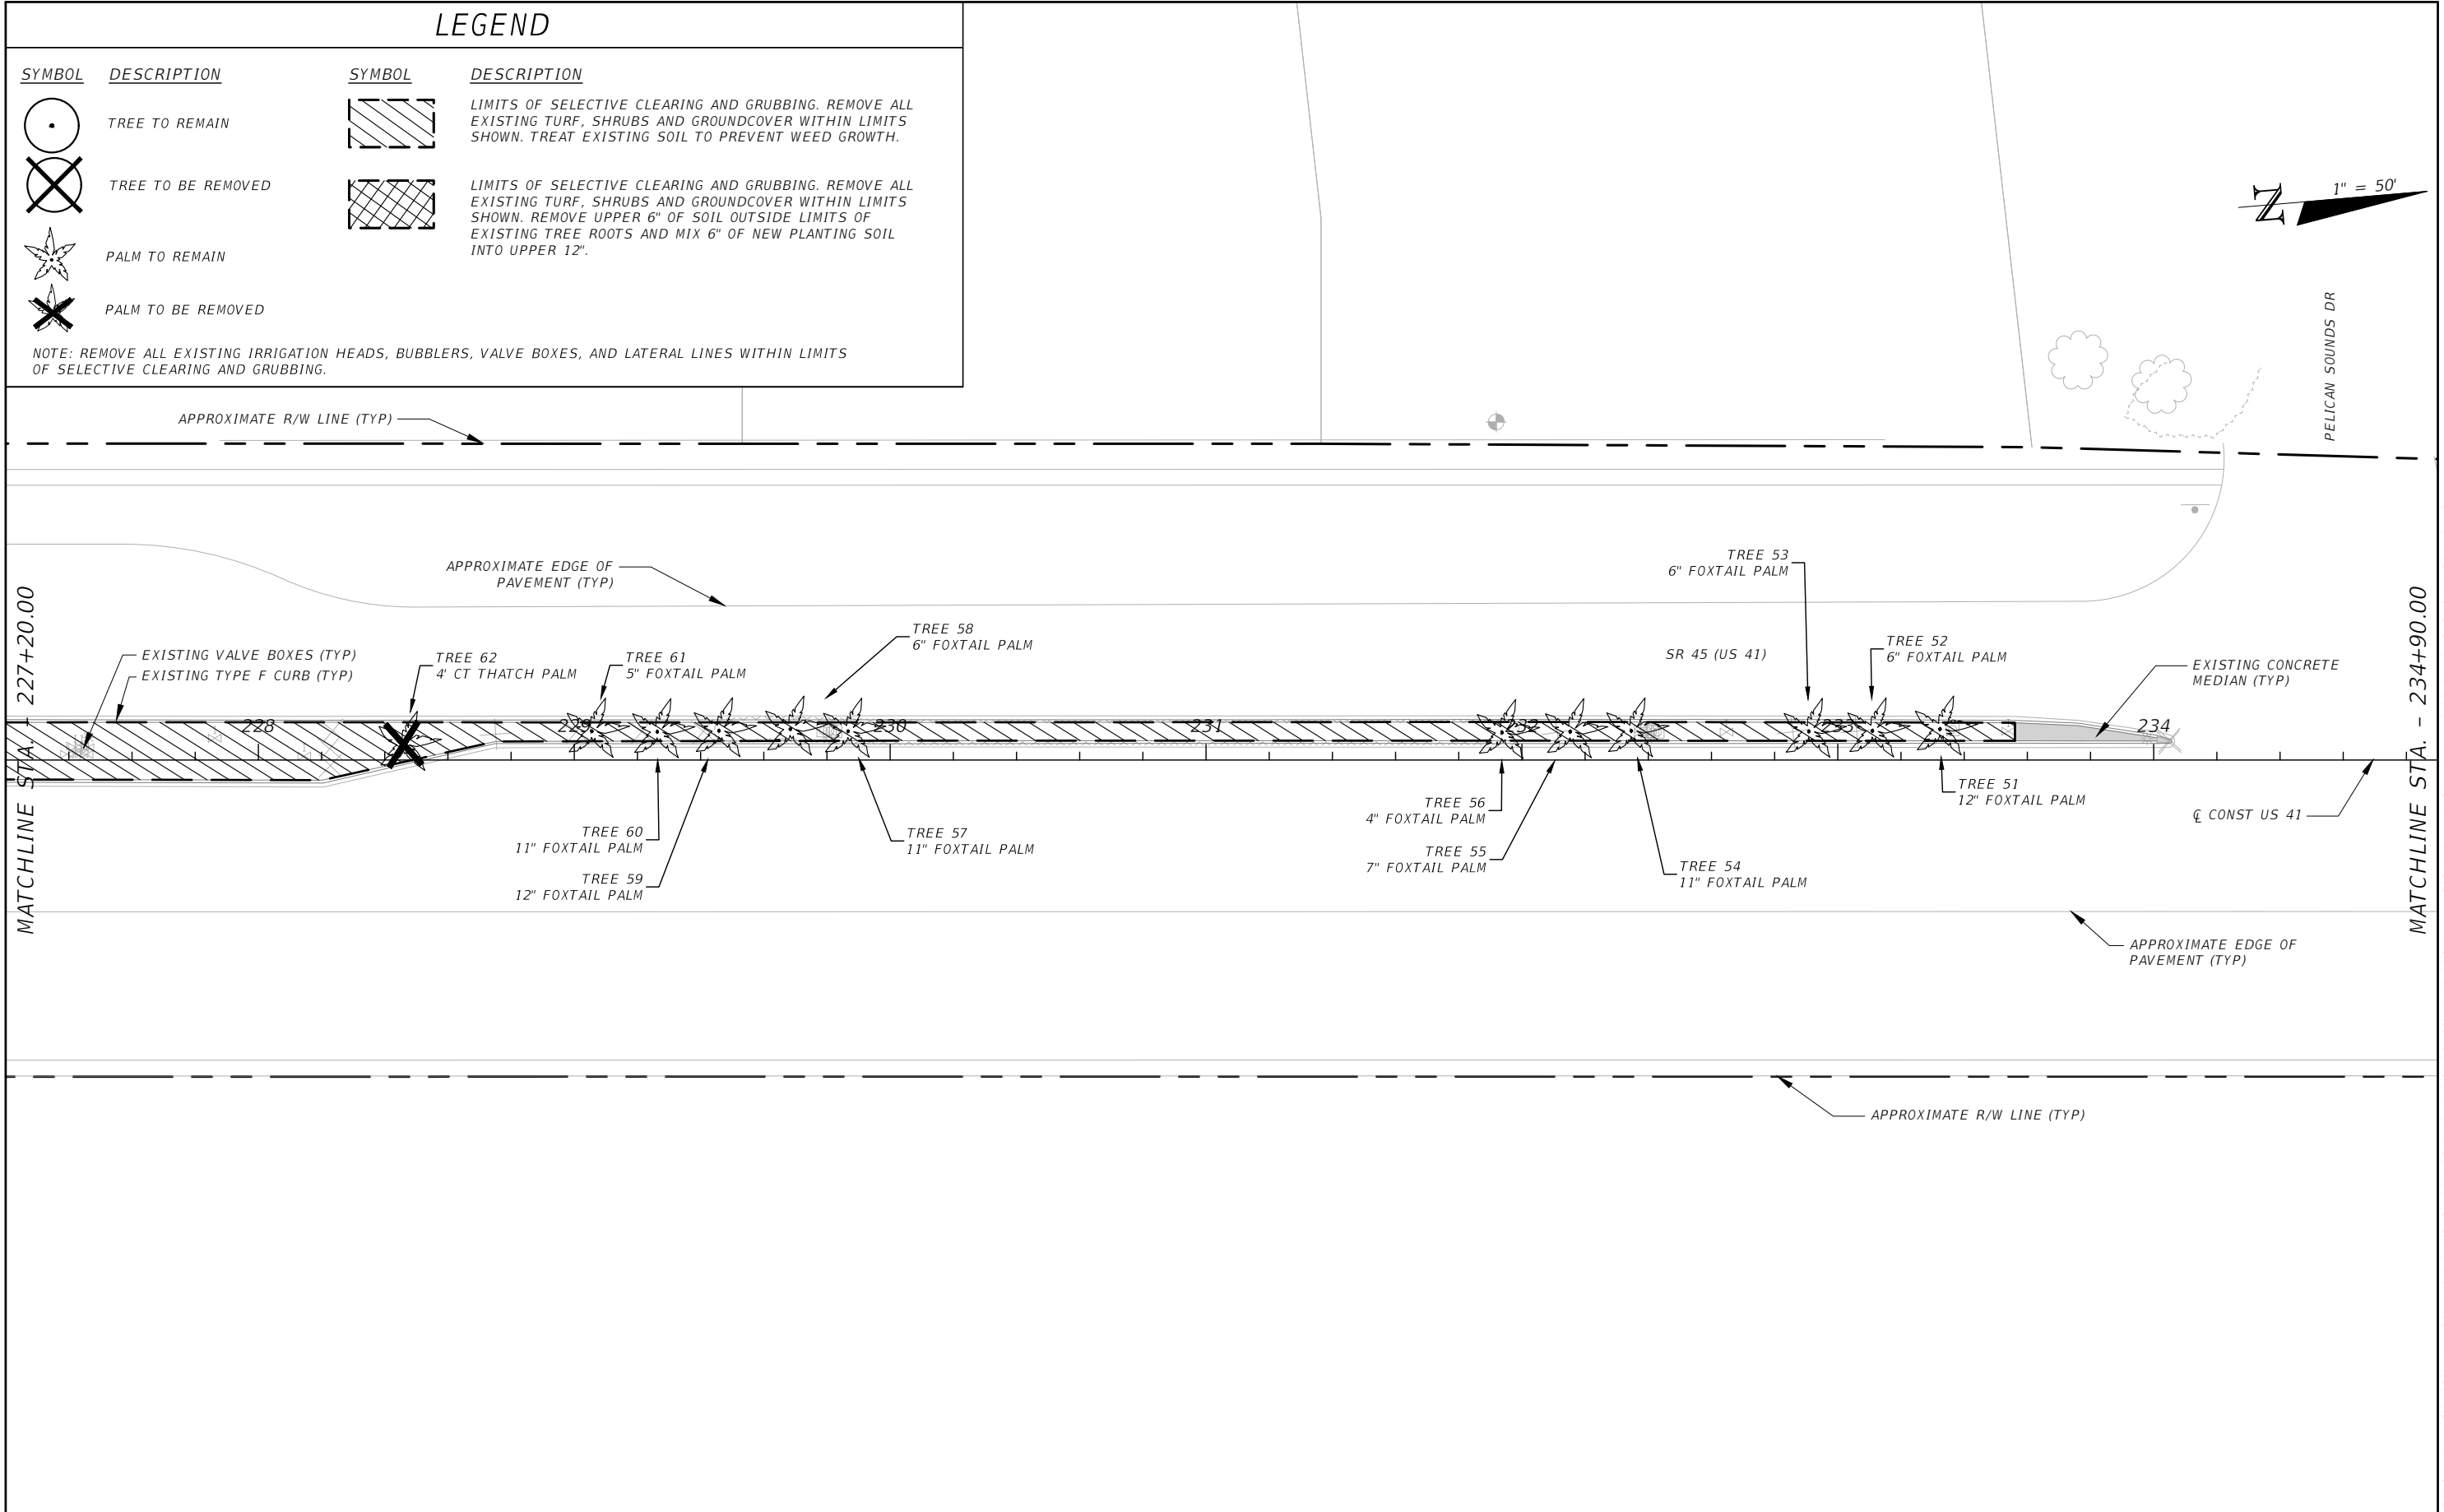 LEGEND
SYMBOL DESCRIPTION SYMBOL DESCRIPTION
TREE TO REMAIN
TREE TO BE REMOVED
PALM TO REMAIN
PALM TO BE REMOVED
LIMITS OF SELECTIVE CLEARING AND GRUBBING. REMOVE ALL
EXISTING TURF, SHRUBS AND GROUNDCOVER WITHIN LIMITS
SHOWN. TREAT EXISTING SOIL TO PREVENT WEED GROWTH.
LIMITS OF SELECTIVE CLEARING AND GRUBBING. REMOVE ALL
EXISTING TURF, SHRUBS AND GROUNDCOVER WITHIN LIMITS
SHOWN. REMOVE UPPER 6" OF SOIL OUTSIDE LIMITS OF
EXISTING TREE ROOTS AND MIX 6" OF NEW PLANTING SOIL
INTO UPPER 12".
NOTE: REMOVE ALL EXISTING IRRIGATION HEADS, BUBBLERS, VALVE BOXES, AND LATERAL LINES WITHIN LIMITS
OF SELECTIVE CLEARING AND GRUBBING.
N
1" = 50'
PELICAN SOUNDS DR
APPROXIMATE R/W LINE (TYP)
APPROXIMATE EDGE OF
PAVEMENT (TYP)
TREE 53
6" FOXTAIL PALM
MATCHLINE STA. - 227+20.00
EXISTING VALVE BOXES (TYP)
EXISTING TYPE F CURB (TYP)
TREE 62
4' CT THATCH PALM
TREE 61
5" FOXTAIL PALM
TREE 58
6" FOXTAIL PALM
SR 45 (US 41)
TREE 52
6" FOXTAIL PALM
EXISTING CONCRETE
MEDIAN (TYP)
MATCHLINE STA. - 234+90.00
228 229 230 231 232 233 234
TREE 60
11" FOXTAIL PALM
TREE 59
12" FOXTAIL PALM
TREE 57
11" FOXTAIL PALM
TREE 56
4" FOXTAIL PALM
TREE 55
7" FOXTAIL PALM
TREE 54
11" FOXTAIL PALM
TREE 51
12" FOXTAIL PALM
℄ CONST US 41
APPROXIMATE EDGE OF
PAVEMENT (TYP)
APPROXIMATE R/W LINE (TYP)